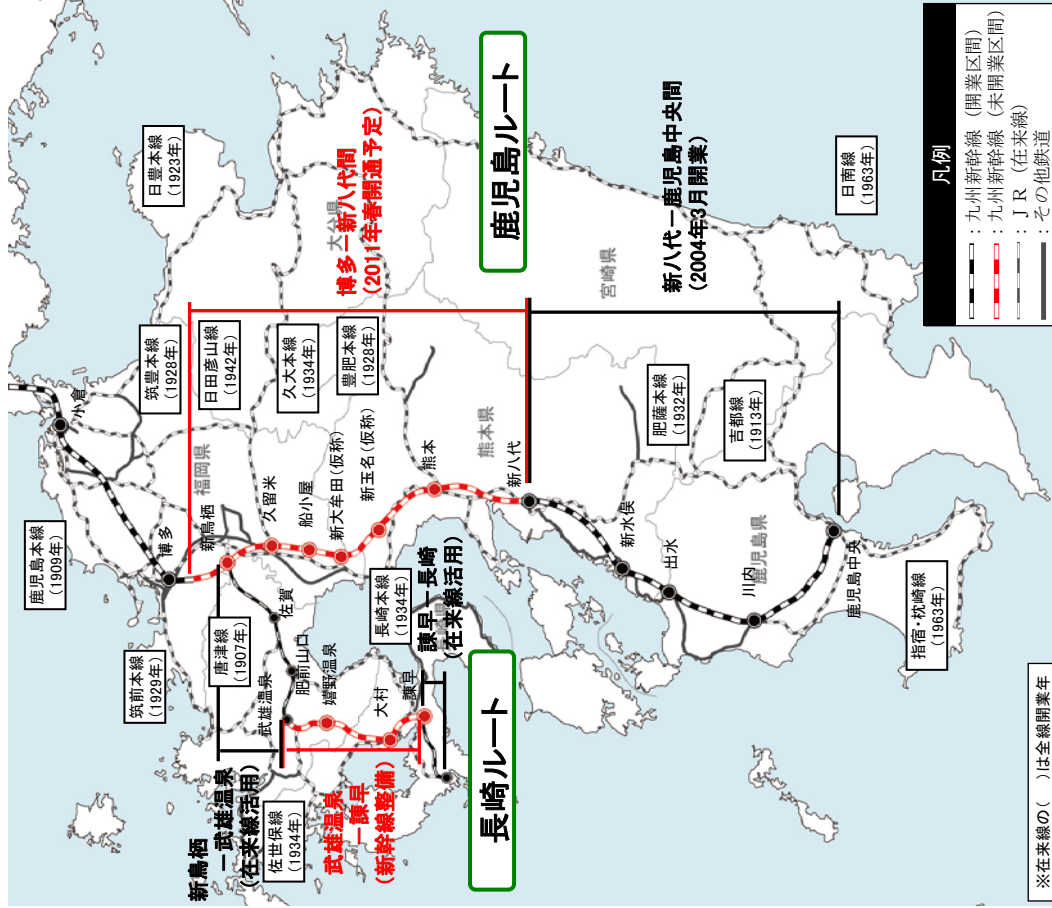 鹿児島本線
(1909年)
筑前本線
(1929年)
唐津線
(1907年)
佐世保線
(1934年)
長崎本線
(1934年)
筑豊本線
(1928年)
日田彦山線
(1942年)
久大本線
(1934年)
豊肥本線
(1928年)
日豊本線
(1923年)
肥薩本線
(1932年)
吉都線
(1913年)
日南線
(1963年)
指宿・枕崎線
(1963年)
小倉
博多
新鳥栖
久留米
船小屋
新大牟田(仮称)
新玉名(仮称)
熊本
新八代
新水俣
出水
川内
鹿児島中央
佐賀
肥前山口
武雄温泉
嬉野温泉
大村
諫早
福岡県
大分県
熊本県
宮崎県
鹿児島県
博多ー新八代間
(2011年春開通予定)
鹿児島ルート
新八代ー鹿児島中央間
(2004年3月開業)
新鳥栖
ー武雄温泉
(在来線活用)
武雄温泉
ー諫早
(新幹線整備)
諫早ー長崎
(在来線活用)
長崎ルート
凡例
：九州新幹線（開業区間）
：九州新幹線（未開業区間）
：ＪＲ（在来線）
：その他鉄道
※在来線の(　)は全線開業年